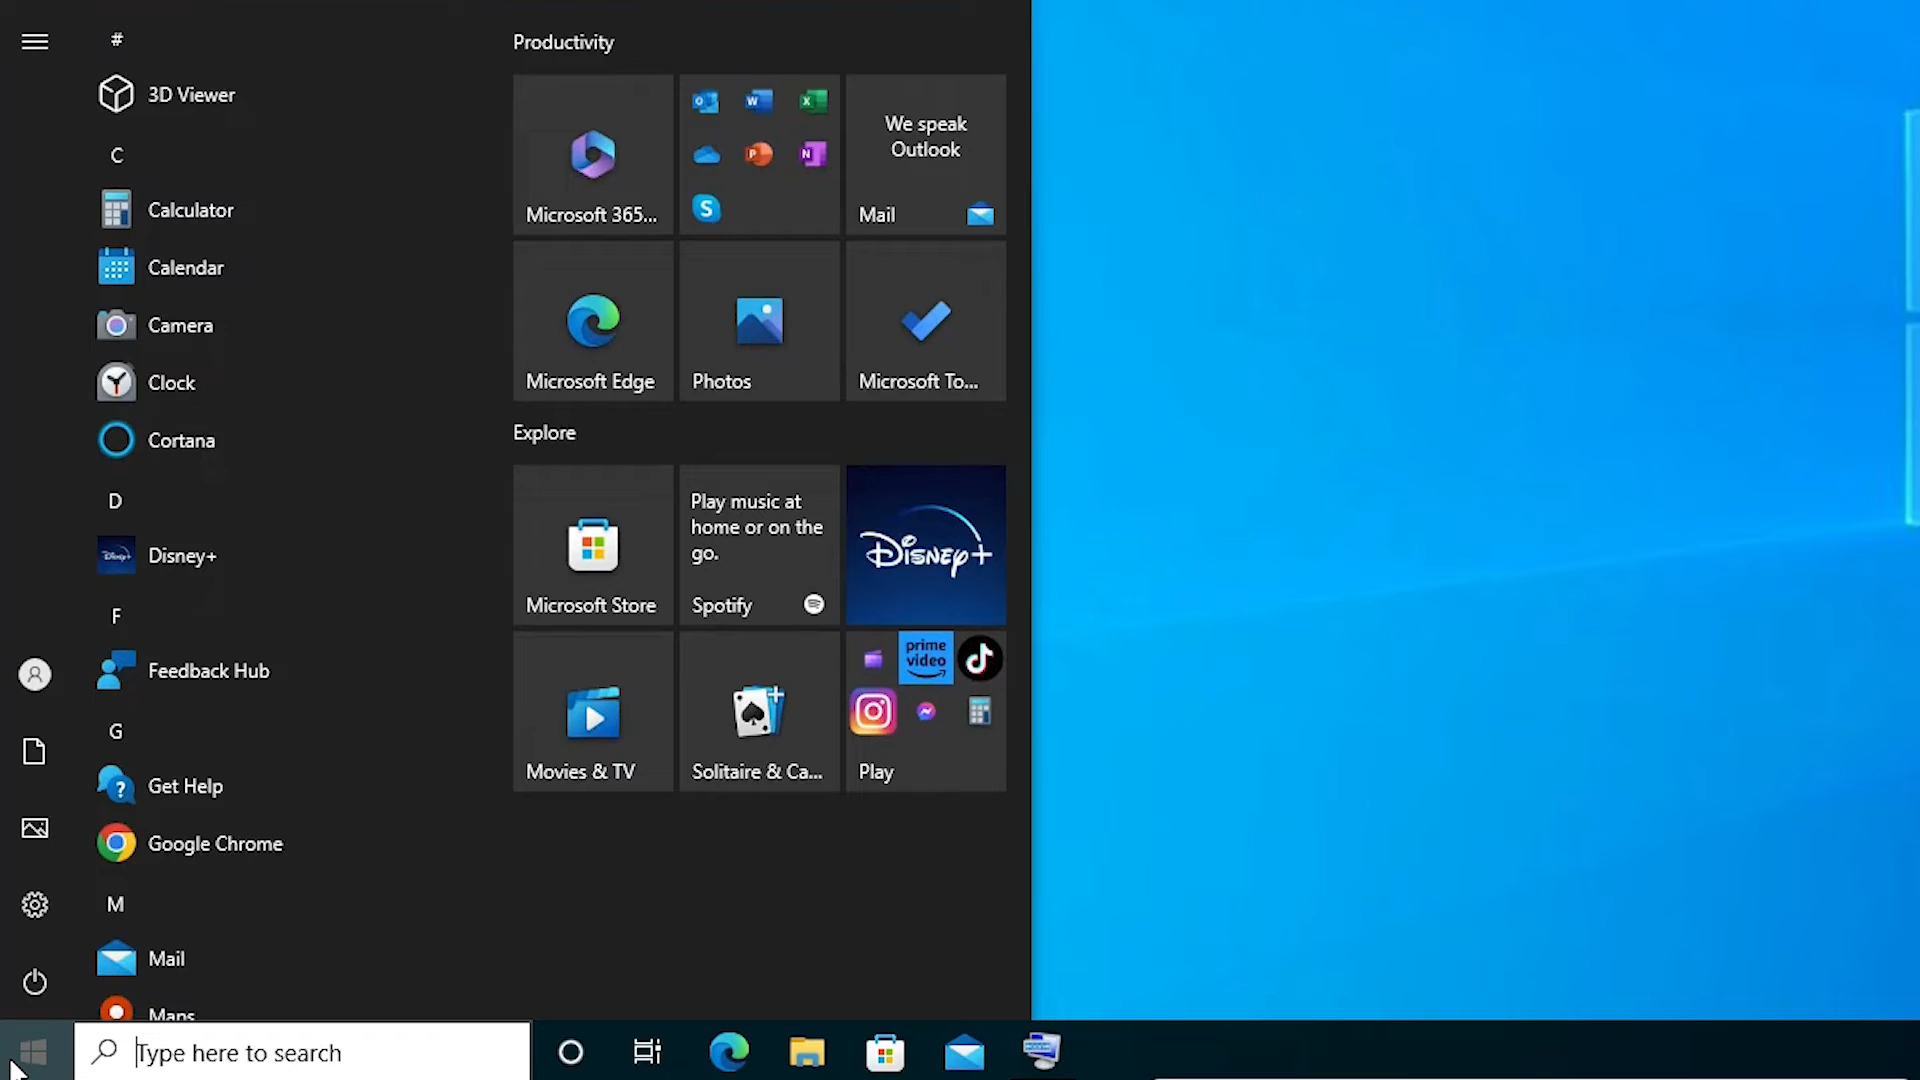 #
3D Viewer
C
Calculator
Calendar
Camera
Clock
Cortana
D
Disney+
F
Feedback Hub
G
Get Help
Google Chrome
M
Mail
Maps
Productivity
Microsoft 365...
We speak
Outlook
Mail
Microsoft Edge
Photos
Microsoft To...
Explore
Microsoft Store
Play music at
home or on the
go.
Spotify
Disney+
Movies & TV
Solitaire & Ca...
prime
video
Play
Type here to search